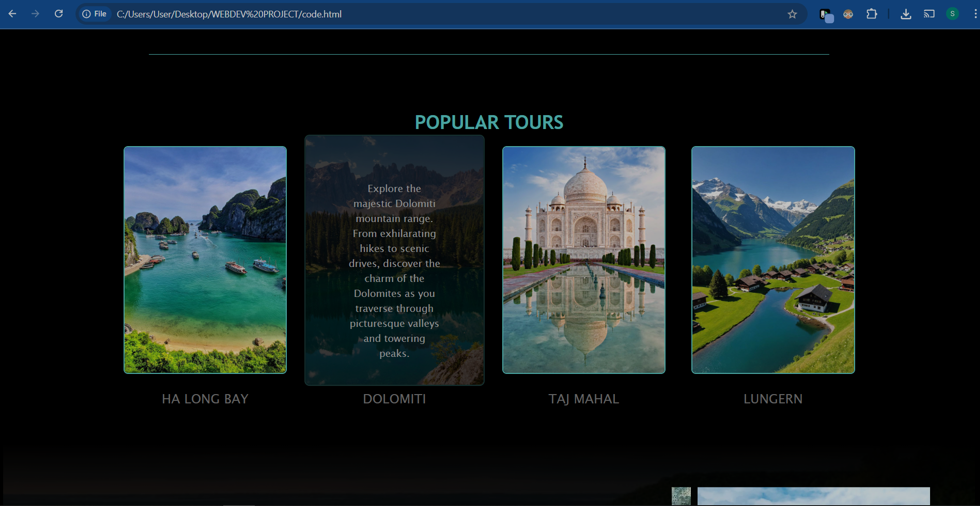 File
C:/Users/User/Desktop/WEBDEV%20PROJECT/code.html
S
POPULAR TOURS
Explore the
majestic Dolomiti
mountain range.
From exhilarating
hikes to scenic
drives, discover the
charm of the
Dolomites as you
traverse through
picturesque valleys
and towering
peaks.
HA LONG BAY
DOLOMITI
TAJ MAHAL
LUNGERN